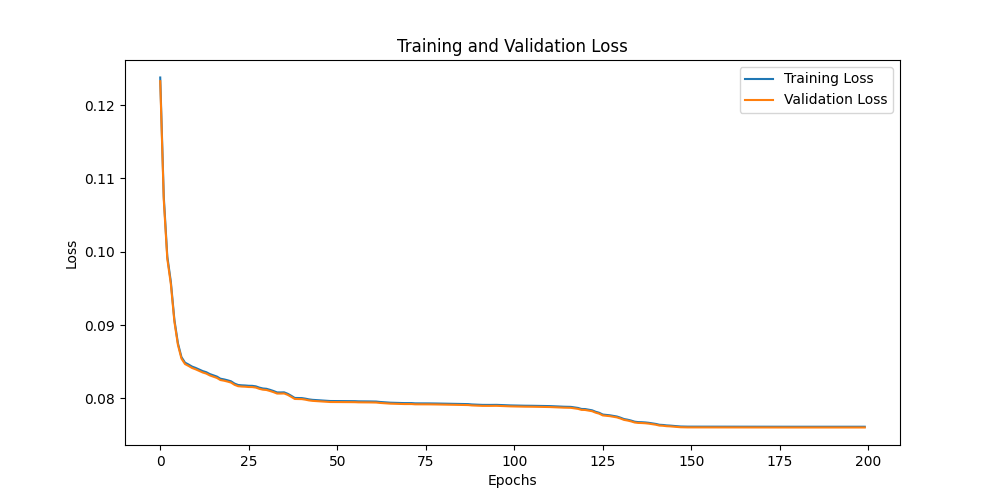 Training and Validation Loss
Training Loss
Validation Loss
0.12
0.11
0.10
0.09
0.08
Loss
0 25 50 75 100 125 150 175 200
Epochs